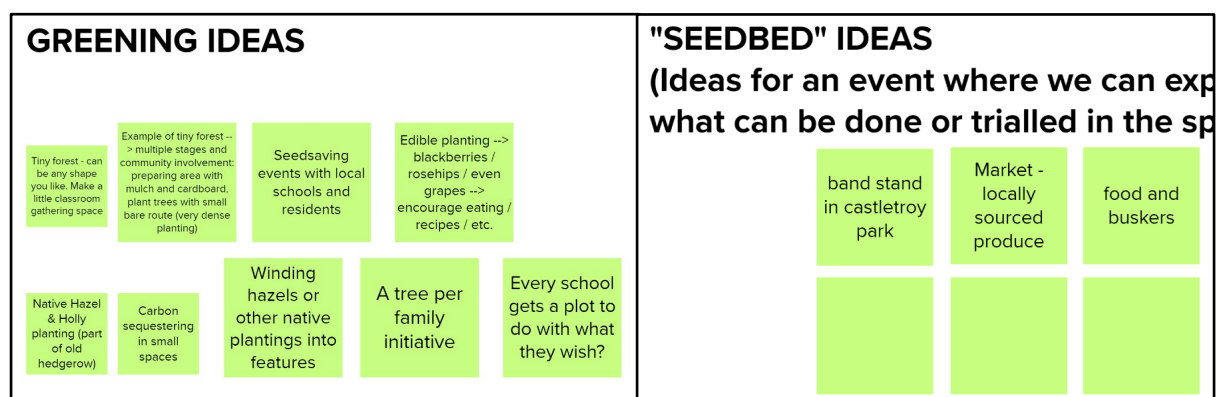 GREENING IDEAS
Tiny forest - can
be any shape
you like. Make a
little classroom
gathering space
Example of tiny forest --
> multiple stages and
community involvement:
preparing area with
mulch and cardboard,
plant trees with small
bare route (very dense
planting)
Seedsaving
events with local
schools and
residents
Edible planting -->
blackberries /
rosehips / even
grapes -->
encourage eating /
recipes / etc.
Native Hazel
& Holly
planting (part
of old
hedgerow)
Carbon
sequestering
in small
spaces
Winding
hazels or
other native
plantings into
features
A tree per
family
initiative
Every school
gets a plot to
do with what
they wish?
"SEEDBED" IDEAS
(Ideas for an event where we can exp
what can be done or trialled in the sp
band stand
in castletroy
park
Market -
locally
sourced
produce
food and
buskers